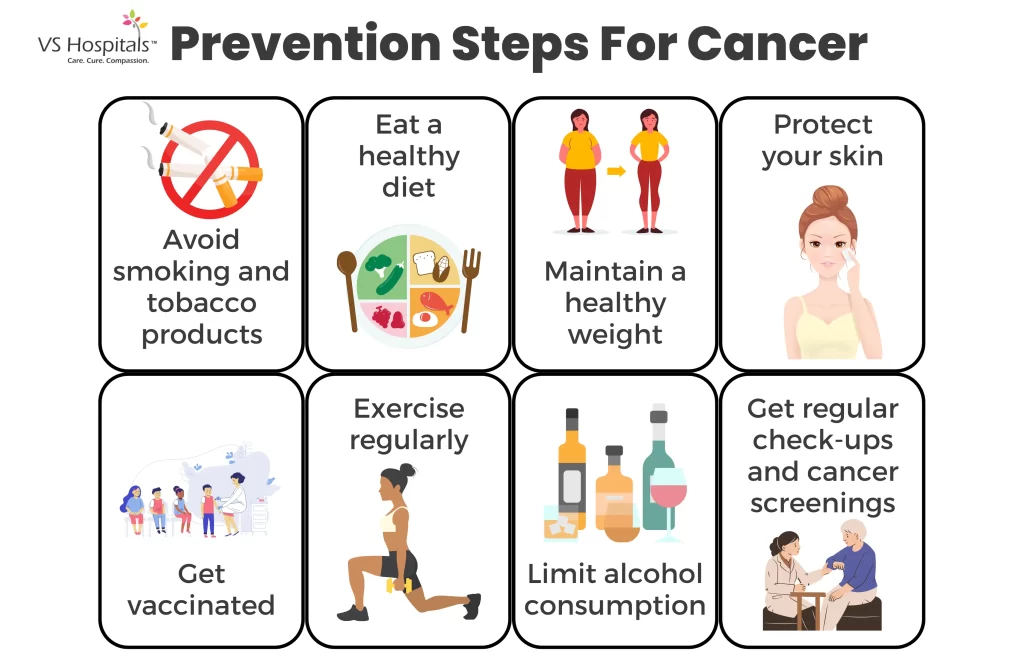 VS Hospitals™
Care. Cure. Compassion.
Prevention Steps For Cancer
Avoid
smoking and
tobacco
products
Eat a
healthy
diet
Maintain a
healthy
weight
Protect
your skin
Get
vaccinated
Exercise
regularly
Limit alcohol
consumption
Get regular
check-ups
and cancer
screenings